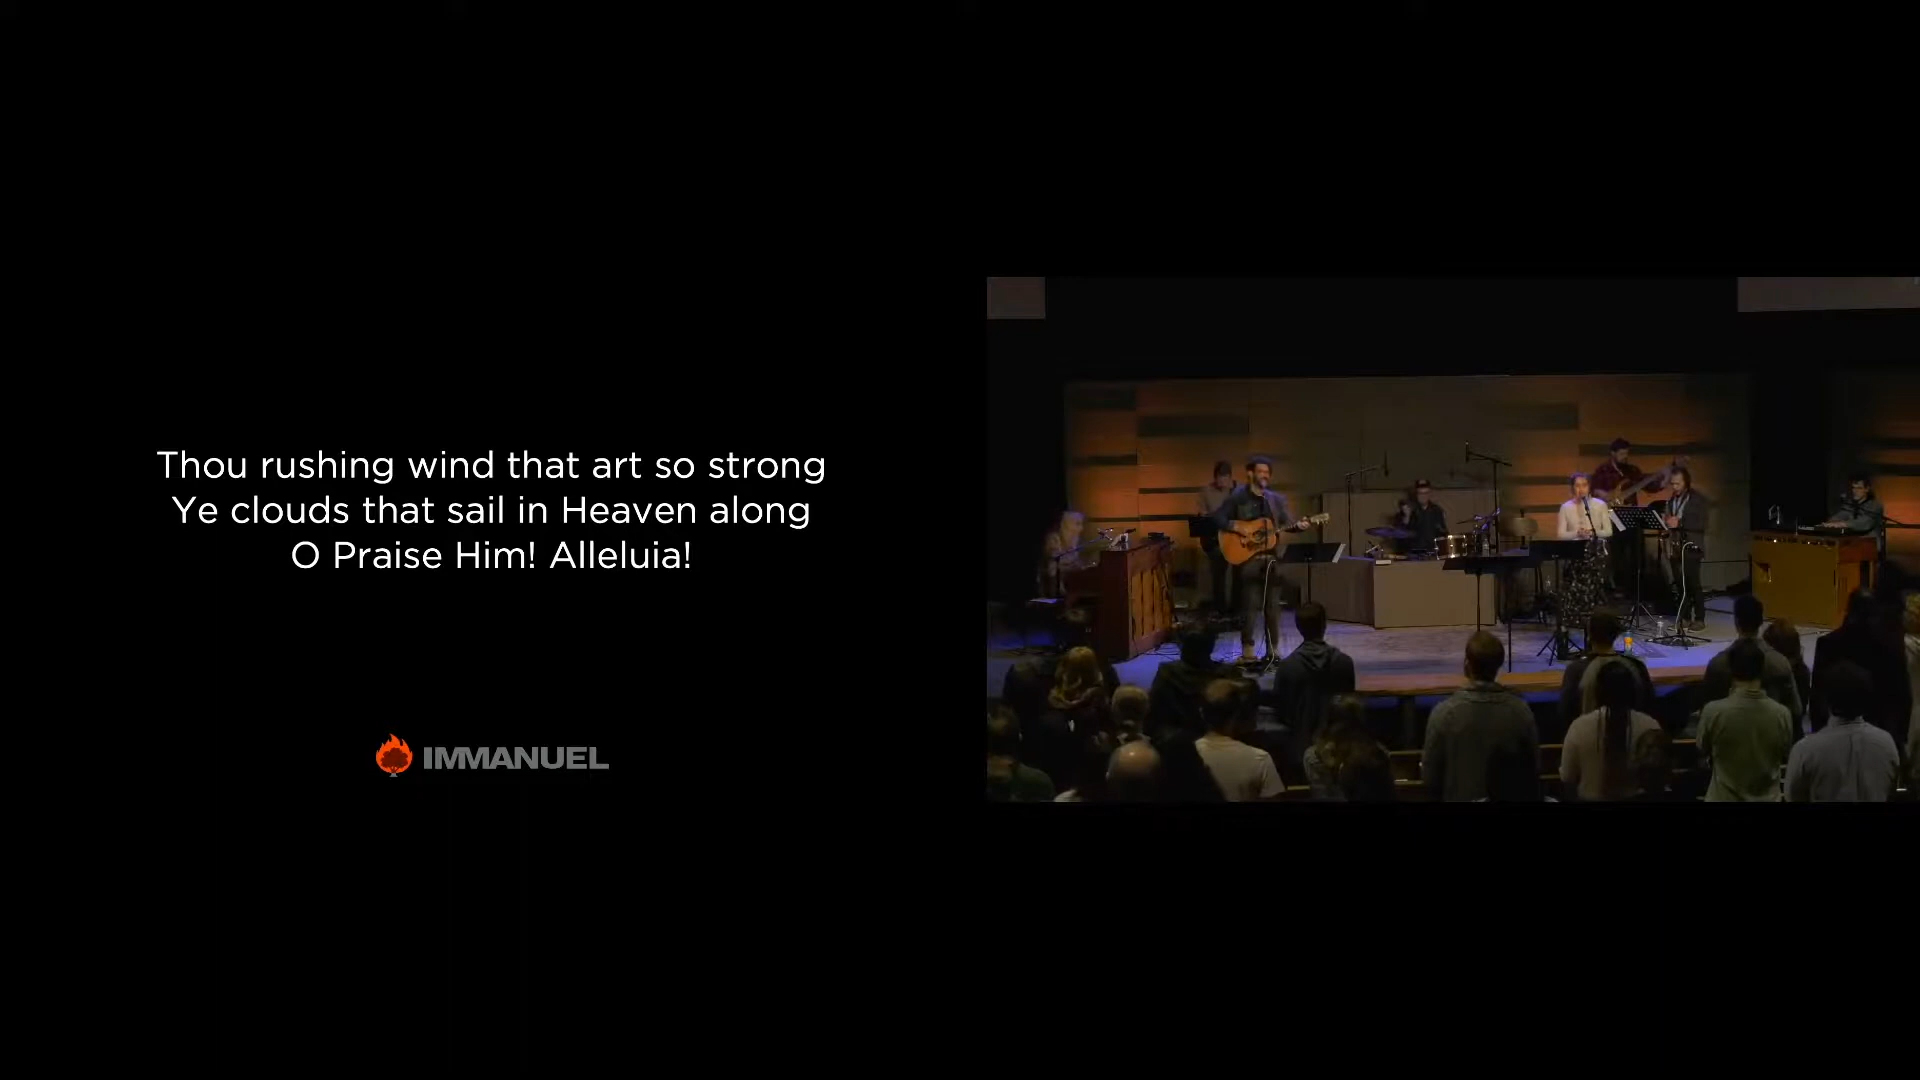 Thou rushing wind that art so strong
Ye clouds that sail in Heaven along
O Praise Him! Alleluia!
IMMANUEL